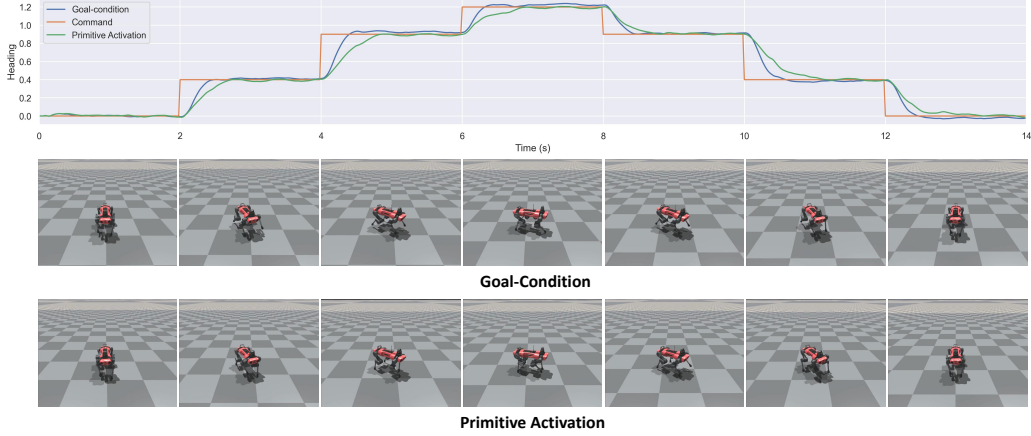 1.2
1.0
0.8
0.6
0.4
0.2
0.0
Heading
Goal-condition
Command
Primitive Activation
0 2 4 6 8 10 12 14
Time (s)
Goal-Condition
Primitive Activation